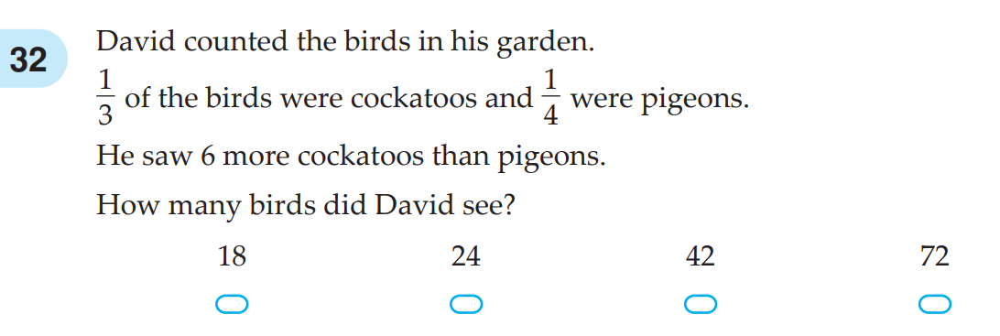 32
David counted the birds in his garden.
1/3 of the birds were cockatoos and 1/4 were pigeons.
He saw 6 more cockatoos than pigeons.
How many birds did David see?
18 24 42 72